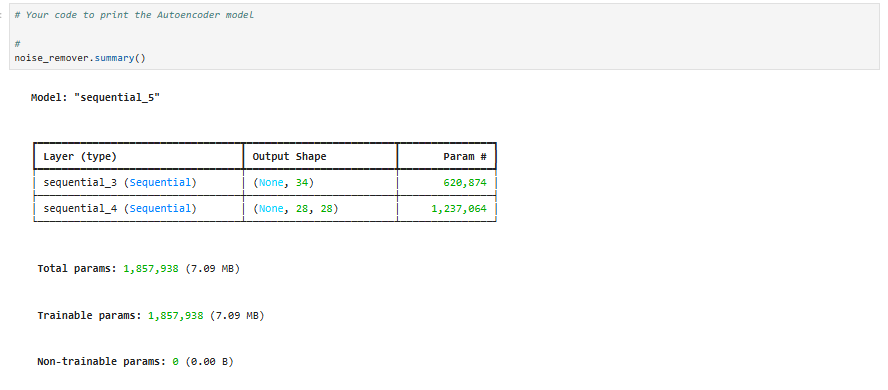 # Your code to print the Autoencoder model
#
noise_remover.summary()
Model: "sequential_5"
Layer (type) Output Shape Param #
sequential_3 (Sequential) (None, 34) 620,874
sequential_4 (Sequential) (None, 28, 28) 1,237,064
Total params: 1,857,938 (7.09 MB)
Trainable params: 1,857,938 (7.09 MB)
Non-trainable params: 0 (0.00 B)